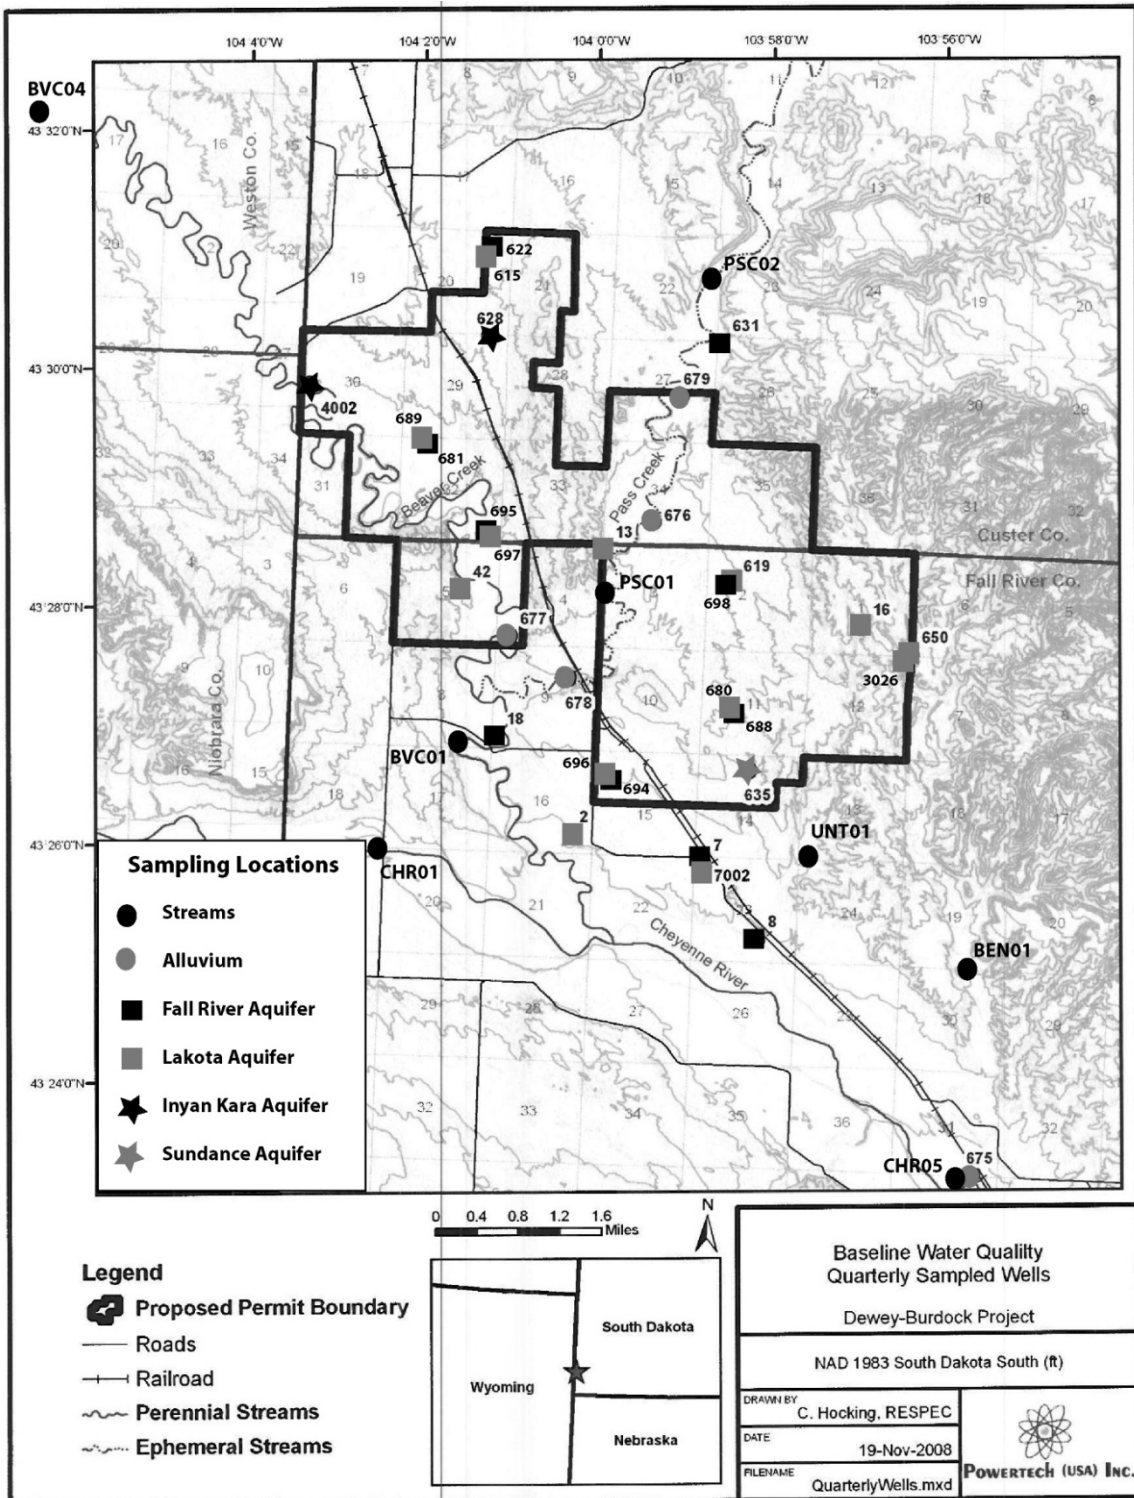 104 4'0"W
104 2'0"W
104 0'0"W
103 58'0"W
103 56'0"W
BVC04
43 32'0"N
43 30'0"N
43 28'0"N
43 26'0"N
43 24'0"N
Weston Co.
Niobrara Co.
Custer Co.
Fall River Co.
622
615
628
PSC02
631
679
4002
689
681
Beaver Creek
Pass Creek
676
695
697
13
42
PSC01
619
698
16
677
650
3026
678
680
688
18
BVC01
696
694
635
2
7
7002
UNT01
CHR01
8
Cheyenne River
BEN01
CHR05
675
Sampling Locations
Streams
Alluvium
Fall River Aquifer
Lakota Aquifer
Inyan Kara Aquifer
Sundance Aquifer
0 0.4 0.8 1.2 1.6
Miles
N
Legend
Proposed Permit Boundary
Roads
Railroad
Perennial Streams
Ephemeral Streams
South Dakota
Wyoming
Nebraska
Baseline Water Qualilty
Quarterly Sampled Wells
Dewey-Burdock Project
NAD 1983 South Dakota South (ft)
DRAWN BY
C. Hocking, RESPEC
DATE
19-Nov-2008
FILENAME
QuarterlyWells.mxd
POWERTECH (USA) INC.